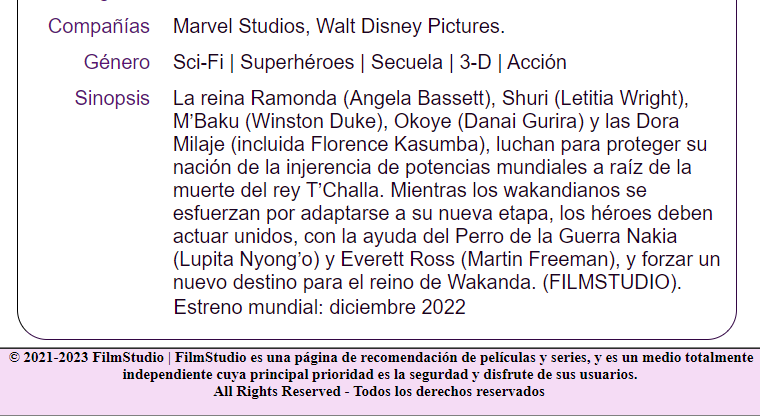 Compañías Marvel Studios, Walt Disney Pictures.
Género Sci-Fi | Superhéroes | Secuela | 3-D | Acción
Sinopsis La reina Ramonda (Angela Bassett), Shuri (Letitia Wright),
M’Baku (Winston Duke), Okoye (Danai Gurira) y las Dora
Milaje (incluida Florence Kasumba), luchan para proteger su
nación de la injerencia de potencias mundiales a raíz de la
muerte del rey T’Challa. Mientras los wakandianos se
esfuerzan por adaptarse a su nueva etapa, los héroes deben
actuar unidos, con la ayuda del Perro de la Guerra Nakia
(Lupita Nyong’o) y Everett Ross (Martin Freeman), y forzar un
nuevo destino para el reino de Wakanda. (FILMSTUDIO).
Estreno mundial: diciembre 2022
© 2021-2023 FilmStudio | FilmStudio es una página de recomendación de películas y series, y es un medio totalmente
independiente cuya principal prioridad es la segurdad y disfrute de sus usuarios.
All Rights Reserved - Todos los derechos reservados